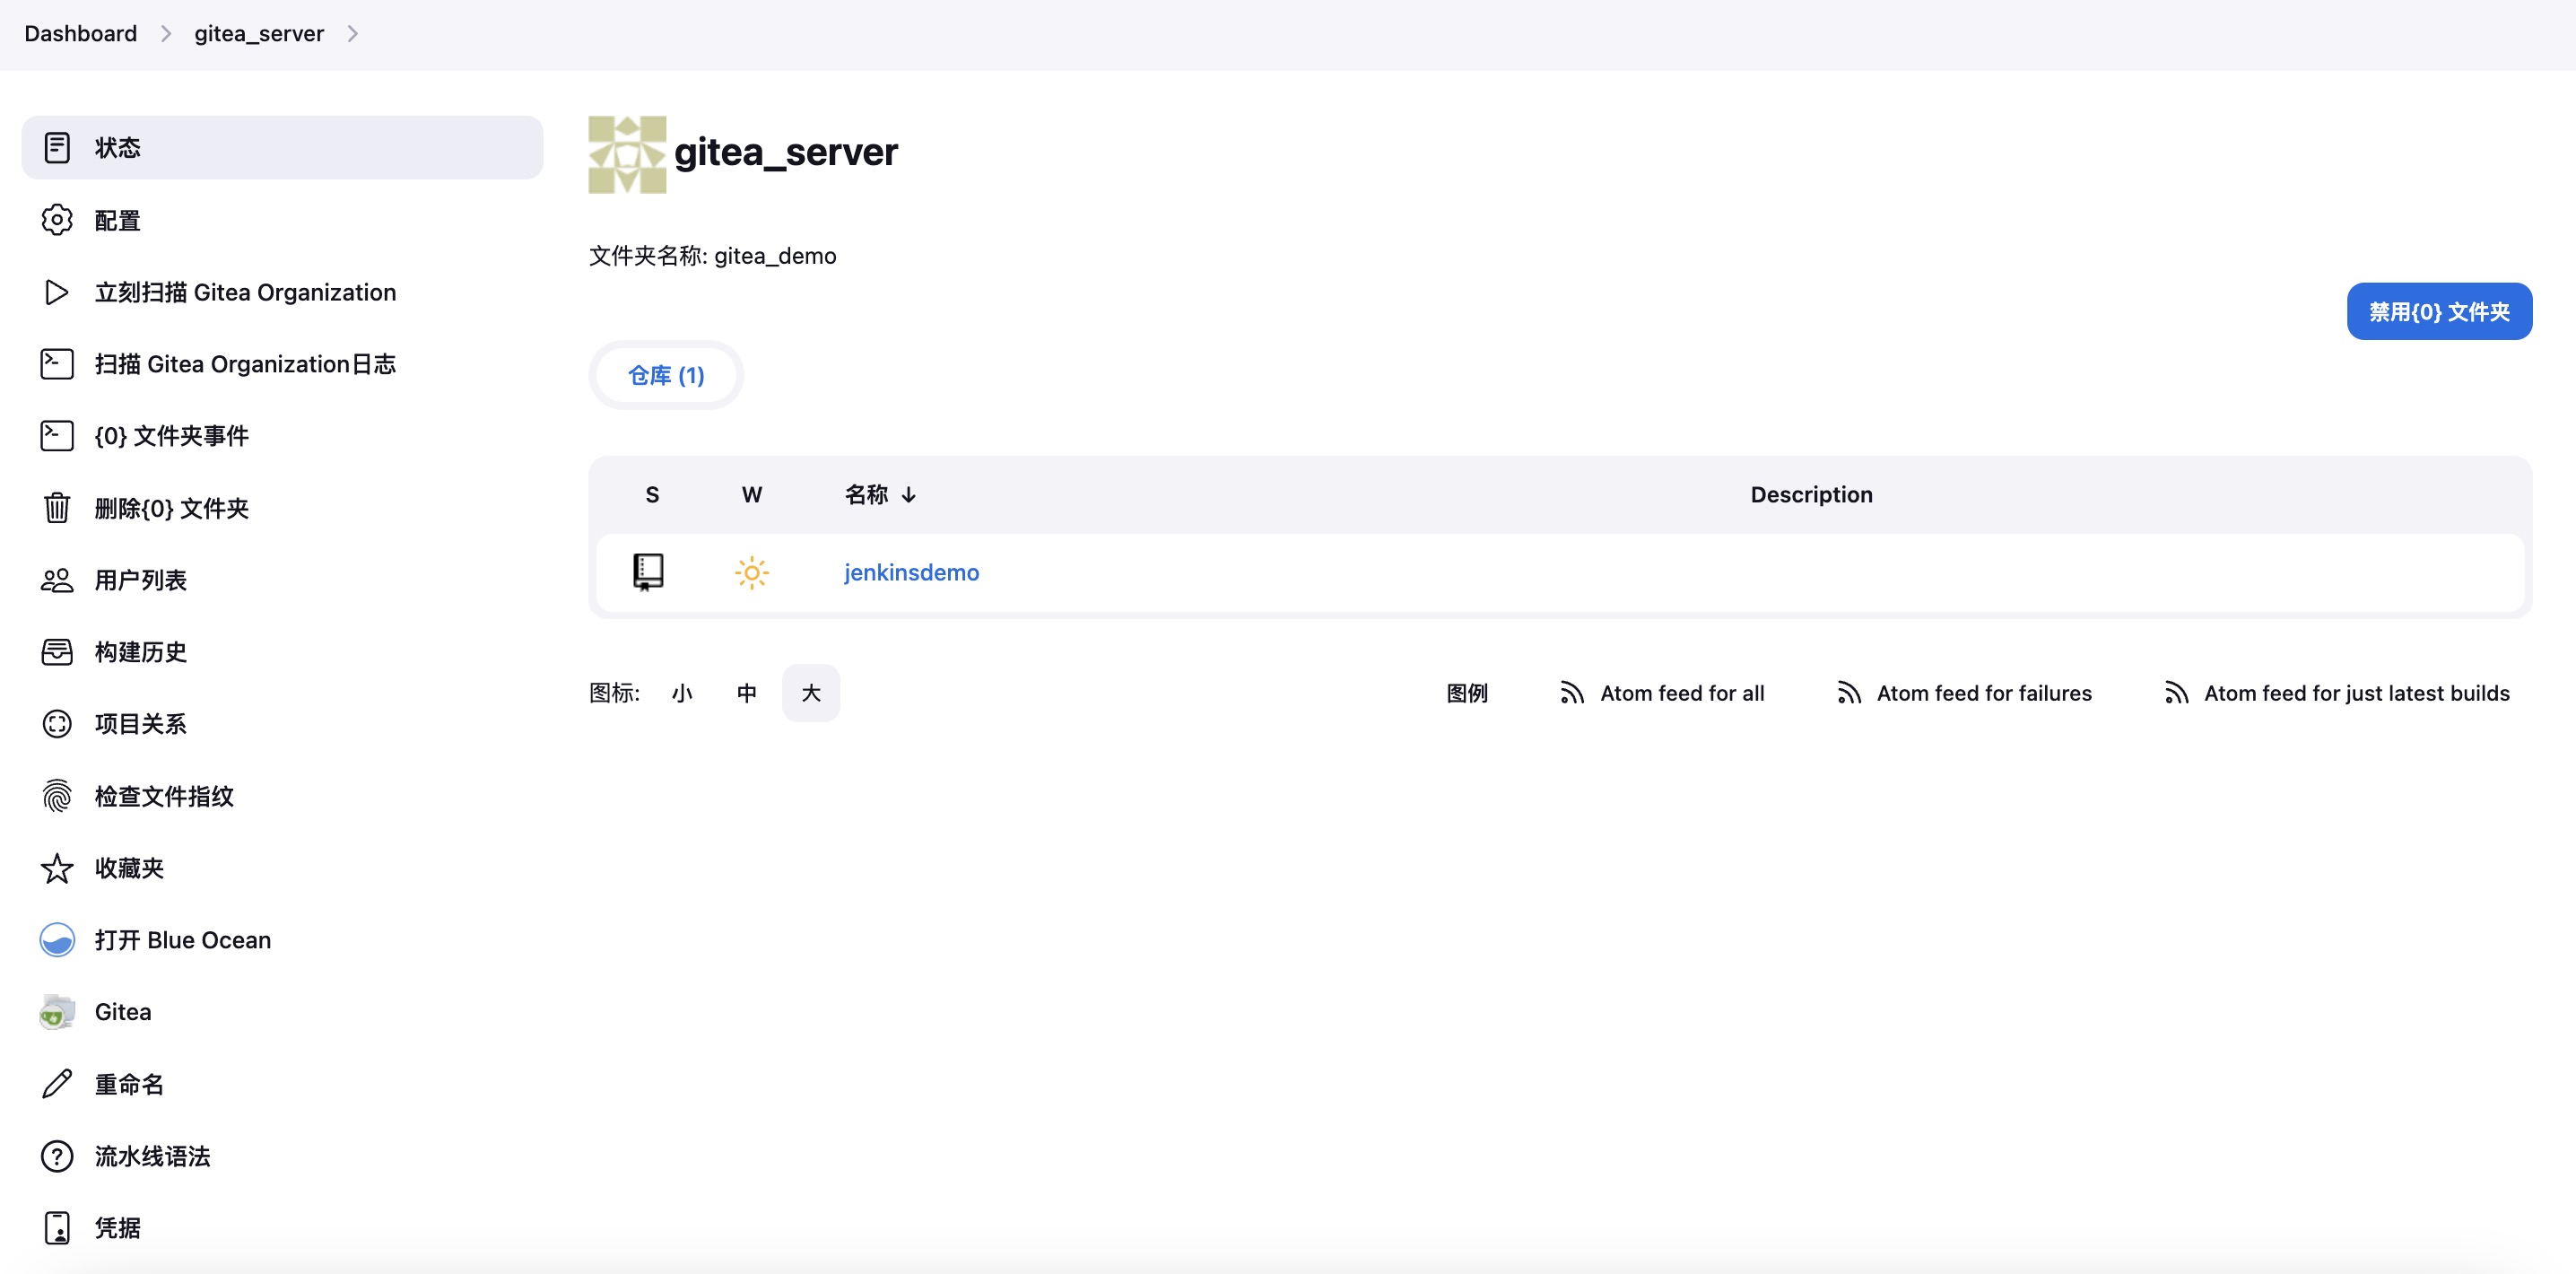 Dashboard gitea_server
状态
配置
立刻扫描 Gitea Organization
扫描 Gitea Organization日志
{0} 文件夹事件
删除{0} 文件夹
用户列表
构建历史
项目关系
检查文件指纹
收藏夹
打开 Blue Ocean
Gitea
重命名
流水线语法
凭据
gitea_server
文件夹名称: gitea_demo
禁用{0} 文件夹
仓库 (1)
S W 名称 ↓ Description
jenkinsdemo
图标: 小 中 大 图例 Atom feed for all Atom feed for failures Atom feed for just latest builds